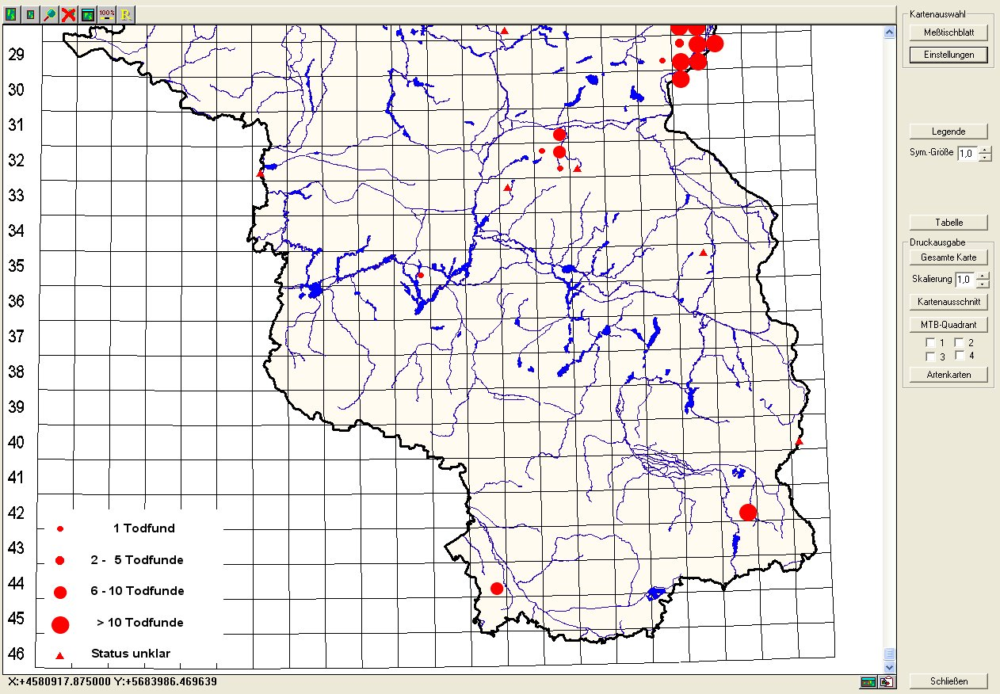 100%
R
29
30
31
32
33
34
35
36
37
38
39
40
41
42
43
44
45
46
1 Todfund
2 - 5 Todfunde
6 - 10 Todfunde
> 10 Todfunde
Status unklar
X:+4580917.875000 Y:+5683986.469639
Kartenauswahl
Meßtischblatt
Einstellungen
Legende
Sym.-Größe 1,0
Tabelle
Druckausgabe
Gesamte Karte
Skalierung 1,0
Kartenausschnitt
MTB-Quadrant
1 2
3 4
Artenkarten
Schließen